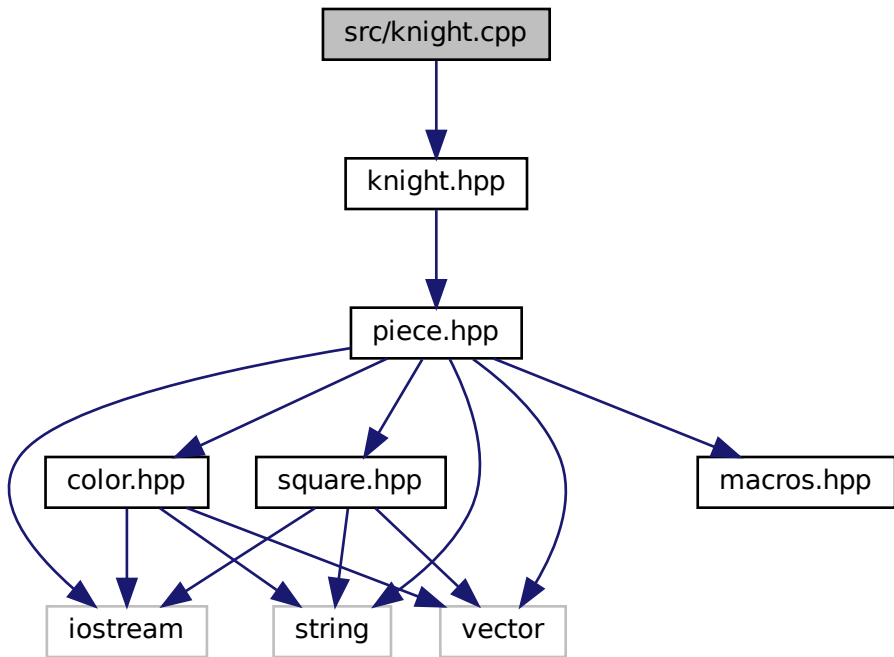 src/knight.cpp
knight.hpp
piece.hpp
color.hpp
square.hpp
macros.hpp
iostream
string
vector